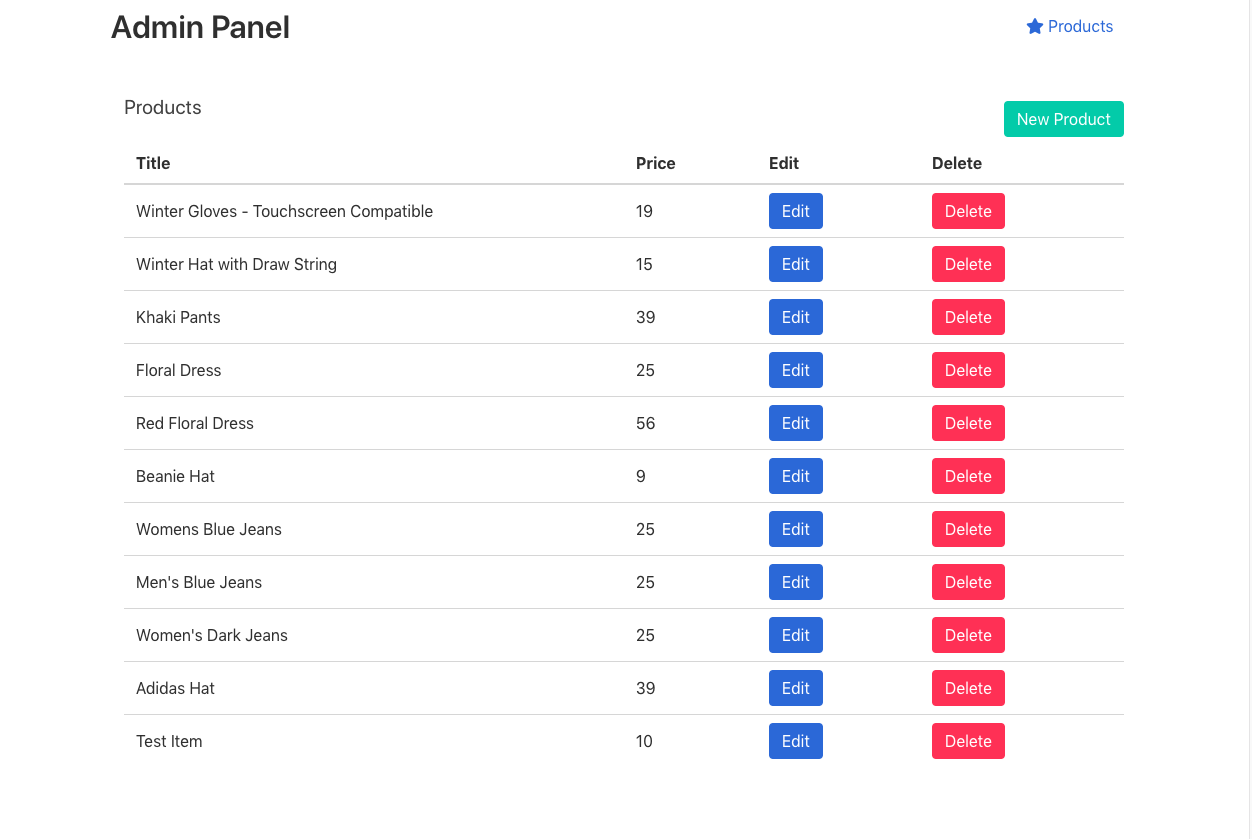 Admin Panel
Products
Products
New Product
Title Price Edit Delete
Winter Gloves - Touchscreen Compatible 19 Edit Delete
Winter Hat with Draw String 15 Edit Delete
Khaki Pants 39 Edit Delete
Floral Dress 25 Edit Delete
Red Floral Dress 56 Edit Delete
Beanie Hat 9 Edit Delete
Womens Blue Jeans 25 Edit Delete
Men's Blue Jeans 25 Edit Delete
Women's Dark Jeans 25 Edit Delete
Adidas Hat 39 Edit Delete
Test Item 10 Edit Delete